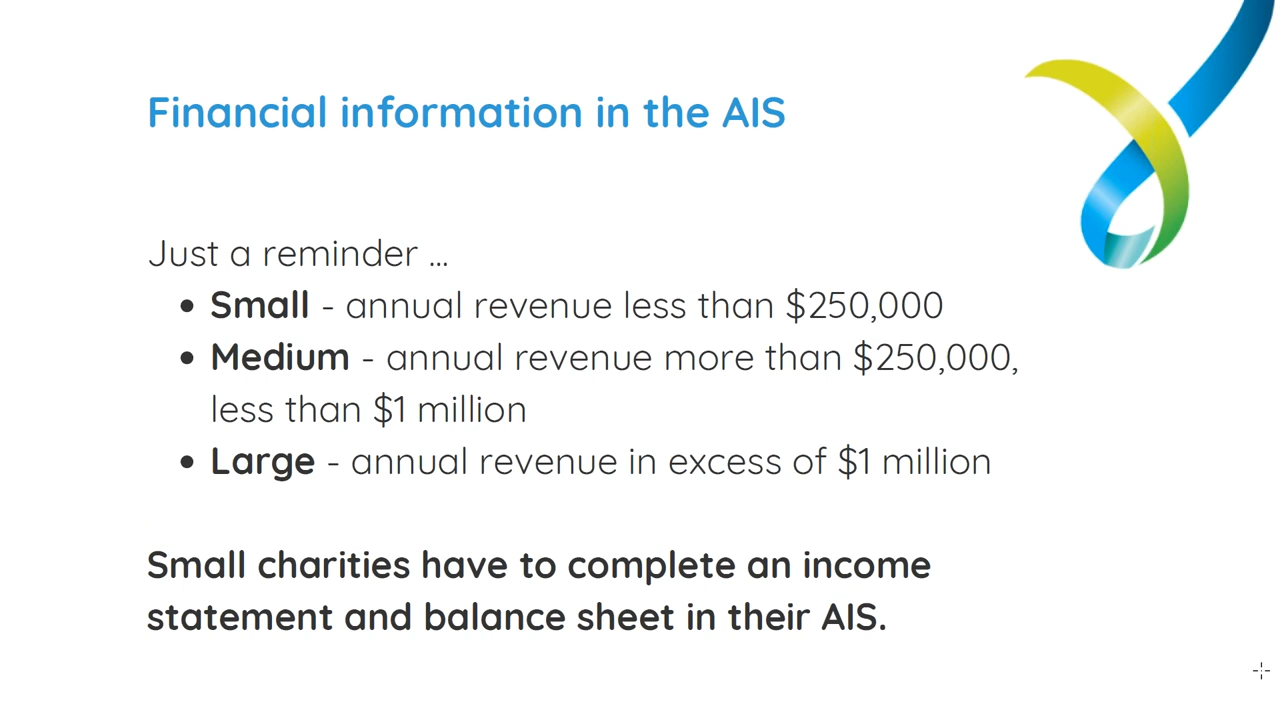 Financial information in the AIS
Just a reminder ...
• Small - annual revenue less than $250,000
• Medium - annual revenue more than $250,000,
less than $1 million
• Large - annual revenue in excess of $1 million
Small charities have to complete an income
statement and balance sheet in their AIS.